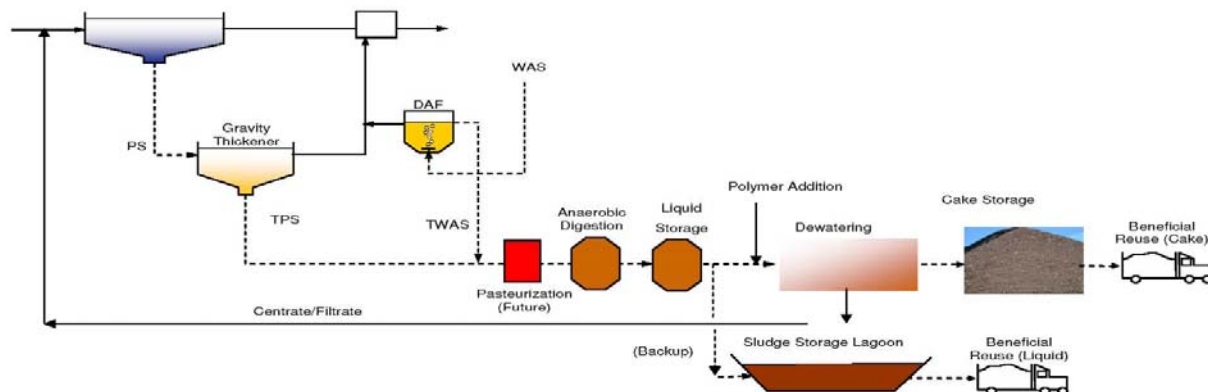 WAS
DAF
Gravity
Thickener
PS
TPS
TWAS
Polymer Addition
Anaerobic
Digestion
Liquid
Storage
Dewatering
Cake Storage
Beneficial
Reuse (Cake)
Pasteurization
(Future)
Centrate/Filtrate
(Backup)
Sludge Storage Lagoon
Beneficial
Reuse (Liquid)